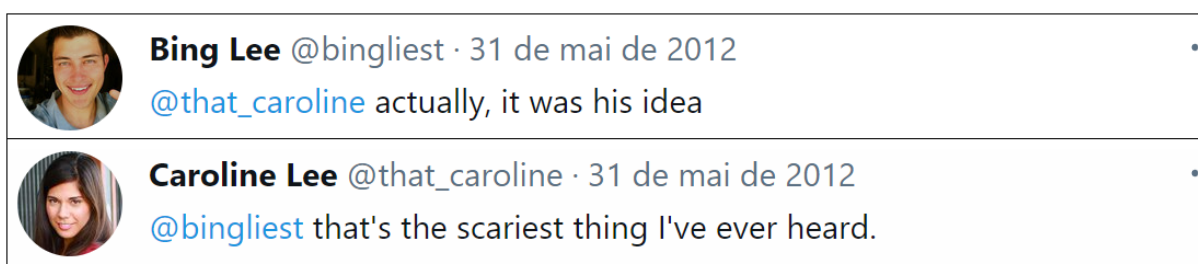 Bing Lee @bingliest · 31 de mai de 2012
@that_caroline actually, it was his idea
Caroline Lee @that_caroline · 31 de mai de 2012
@bingliest that's the scariest thing I've ever heard.